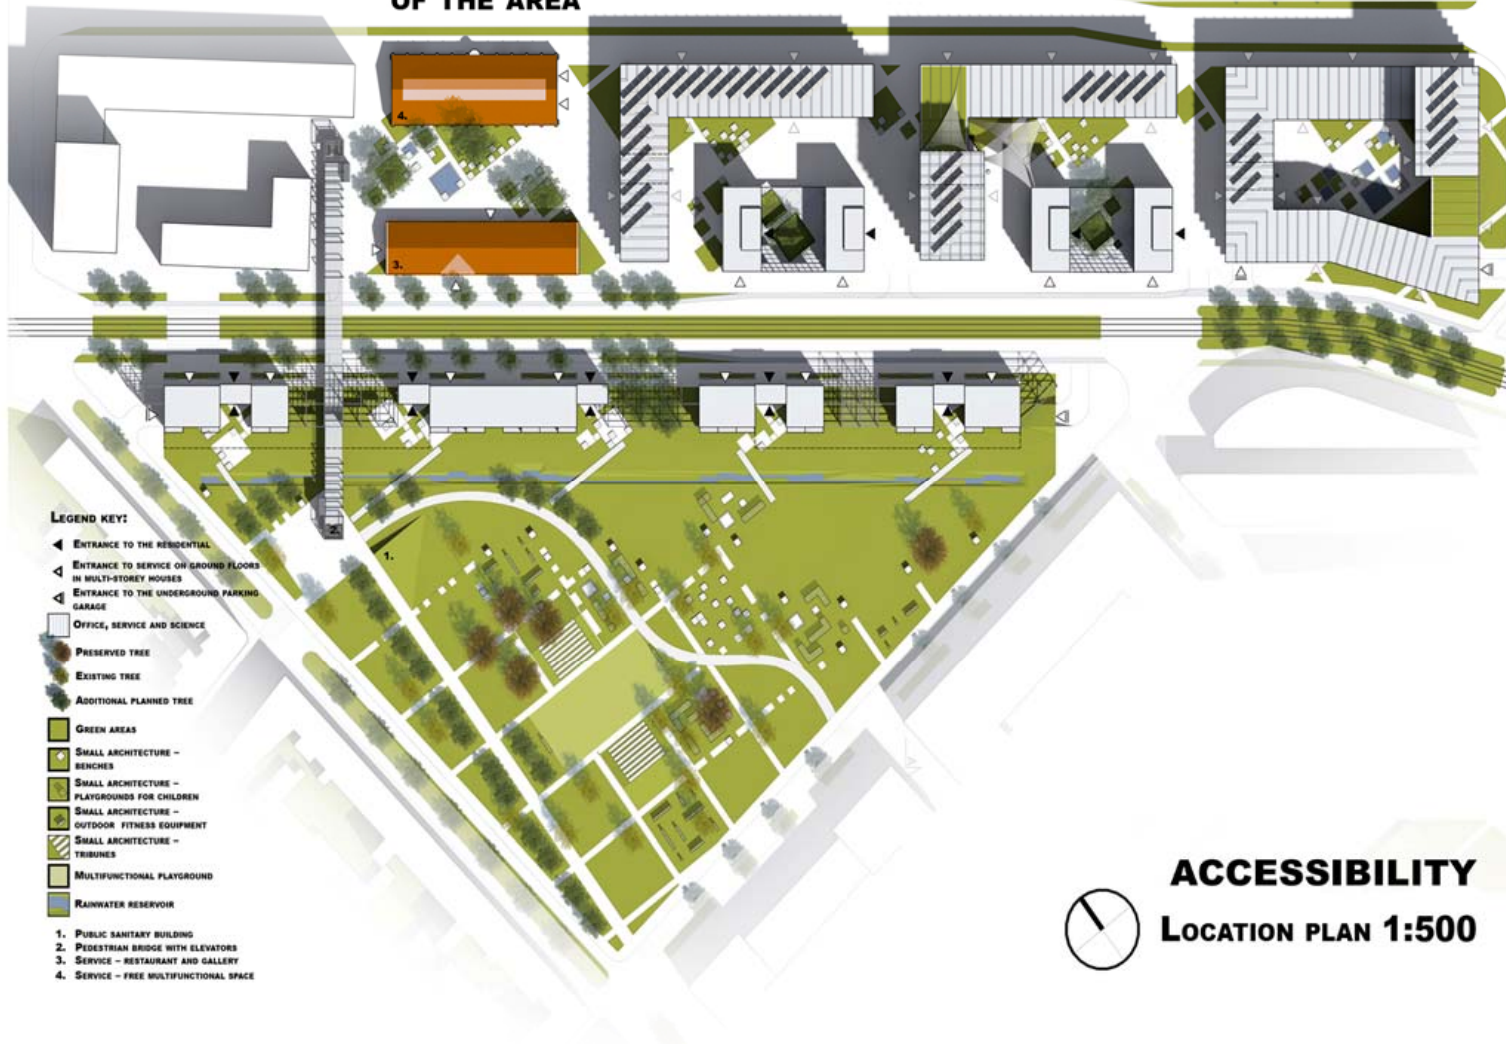 OF THE AREA
4.
3.
2.
1.
LEGEND KEY:
ENTRANCE TO THE RESIDENTIAL
ENTRANCE TO SERVICE ON GROUND FLOORS
IN MULTI-STOREY HOUSES
ENTRANCE TO THE UNDERGROUND PARKING
GARAGE
OFFICE, SERVICE AND SCIENCE
PRESERVED TREE
EXISTING TREE
ADDITIONAL PLANNED TREE
GREEN AREAS
SMALL ARCHITECTURE –
BENCHES
SMALL ARCHITECTURE –
PLAYGROUNDS FOR CHILDREN
SMALL ARCHITECTURE –
OUTDOOR FITNESS EQUIPMENT
SMALL ARCHITECTURE –
TRIBUNES
MULTIFUNCTIONAL PLAYGROUND
RAINWATER RESERVOIR
1. PUBLIC SANITARY BUILDING
2. PEDESTRIAN BRIDGE WITH ELEVATORS
3. SERVICE – RESTAURANT AND GALLERY
4. SERVICE – FREE MULTIFUNCTIONAL SPACE
ACCESSIBILITY
LOCATION PLAN 1:500